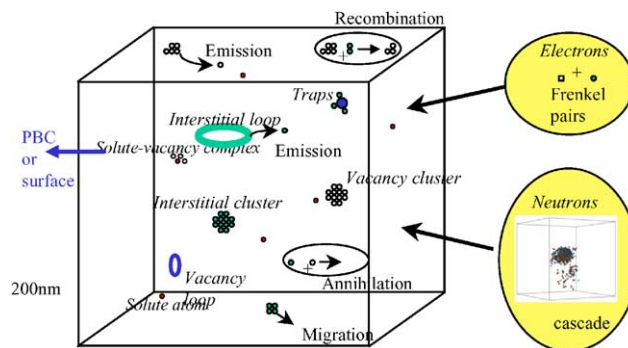 Recombination
Emission
+
Electrons
+
Frenkel
pairs
Traps
Interstitial loop
PBC
or
surface
Solute-vacancy complex
Emission
Vacancy cluster
Interstitial cluster
Neutrons
+
Vacancy
loop
Annihilation
200nm
Solute atom
cascade
Migration